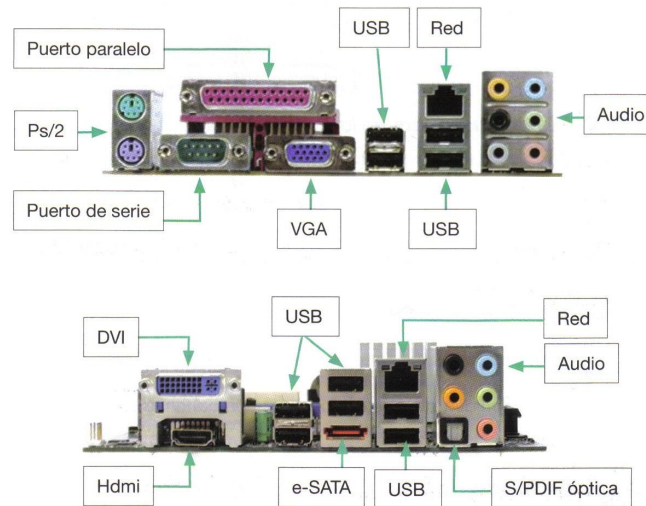 USB
Red
Puerto paralelo
Ps/2
Audio
Puerto de serie
VGA
USB
USB
Red
DVI
Audio
Hdmi
e-SATA
USB
S/PDIF óptica